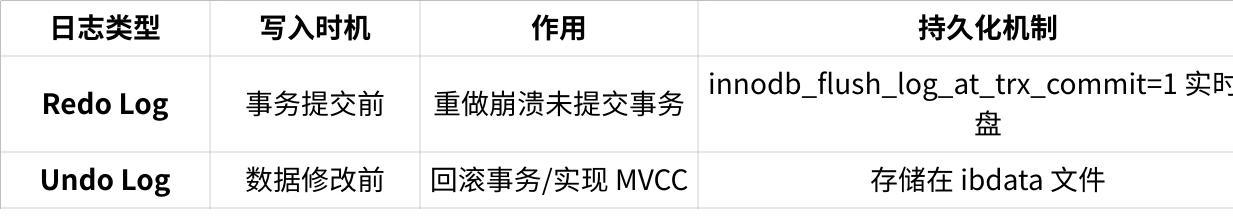 日志类型 写入时机 作用 持久化机制
Redo Log 事务提交前 重做崩溃未提交事务 innodb_flush_log_at_trx_commit=1 实时
盘
Undo Log 数据修改前 回滚事务/实现 MVCC 存储在 ibdata 文件